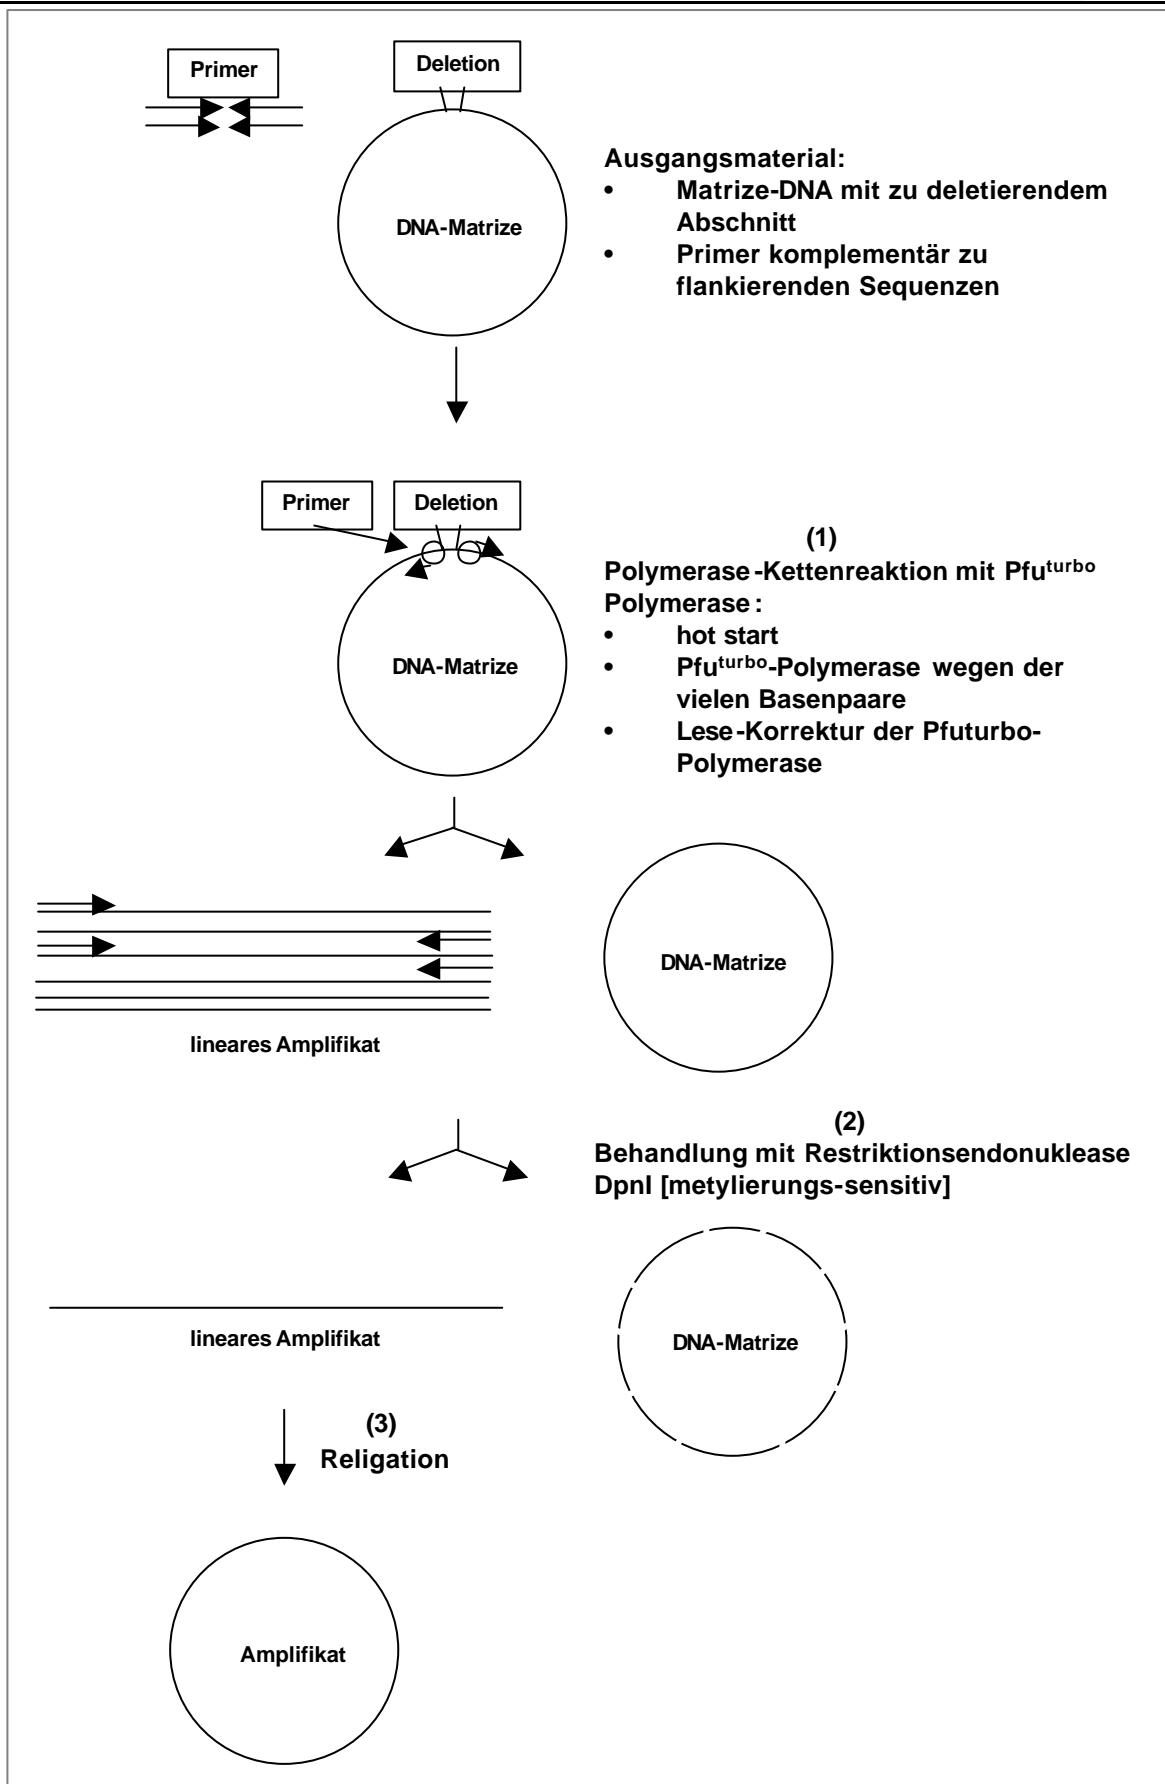 Primer
Deletion
DNA-Matrize
Ausgangsmaterial:
• Matrize-DNA mit zu deletierendem
Abschnitt
• Primer komplementär zu
flankierenden Sequenzen
Primer
Deletion
DNA-Matrize
(1)
Polymerase-Kettenreaktion mit Pfuturbo
Polymerase:
• hot start
• Pfuturbo-Polymerase wegen der
vielen Basenpaare
• Lese-Korrektur der Pfuturbo-
Polymerase
lineares Amplifikat
DNA-Matrize
(2)
Behandlung mit Restriktionsendonuklease
DpnI [metylierungs-sensitiv]
lineares Amplifikat
DNA-Matrize
(3)
Religation
Amplifikat